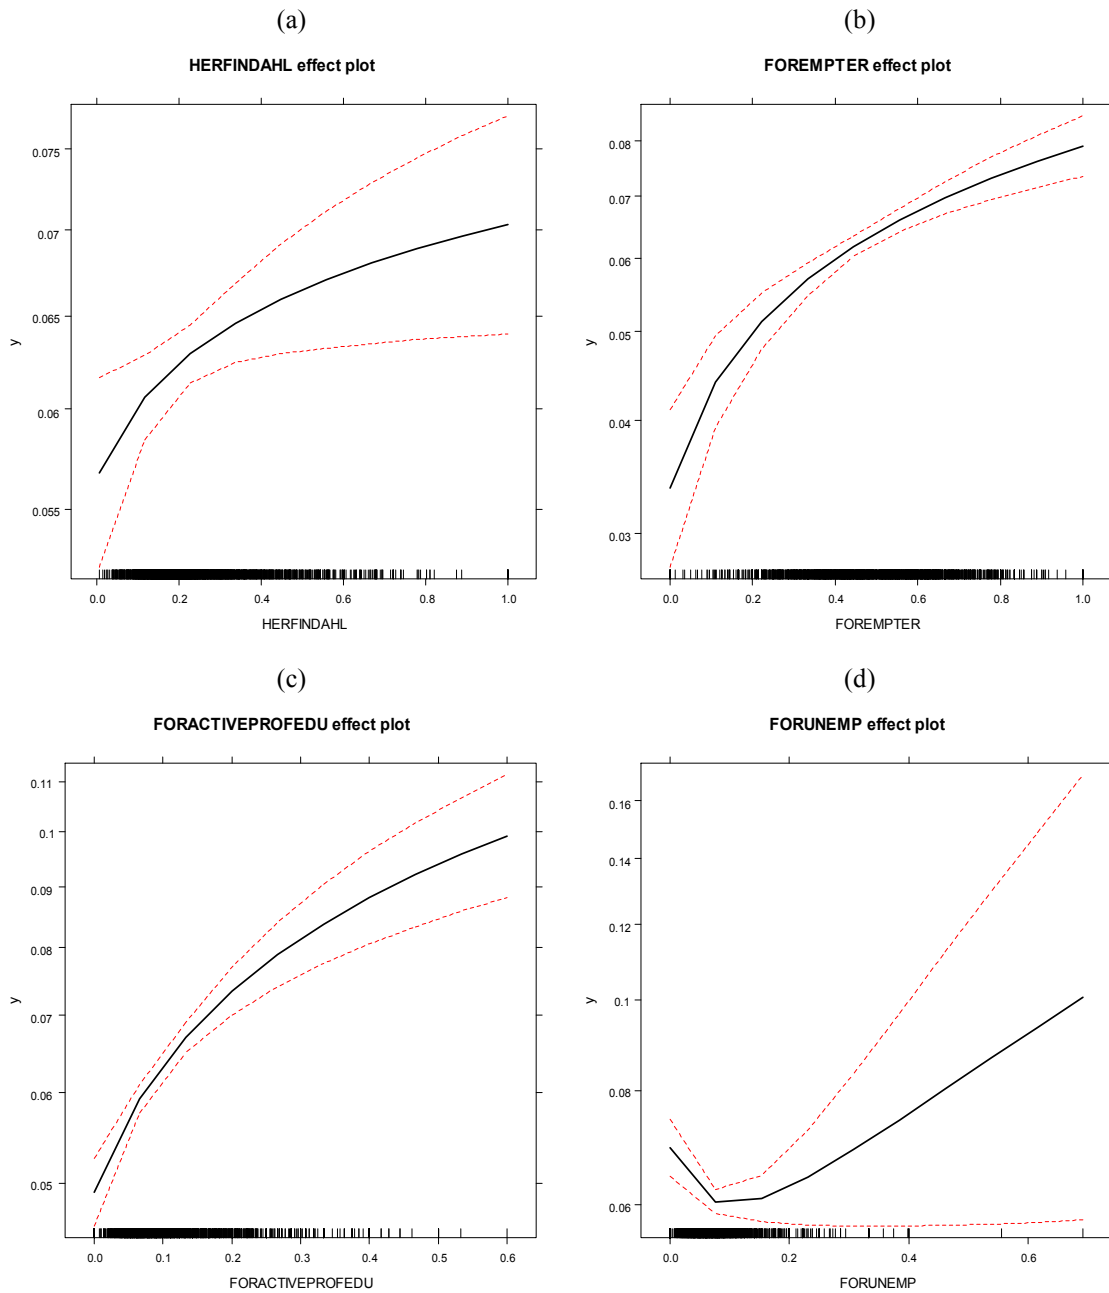 (a)
(b)
HERFINDAHL effect plot
FOREMPTER effect plot
0.075
0.07
0.065
0.06
0.055
y
0.0 0.2 0.4 0.6 0.8 1.0
HERFINDAHL
0.08
0.07
0.06
0.05
0.04
0.03
y
0.0 0.2 0.4 0.6 0.8 1.0
FOREMPTER
(c)
(d)
FORACTIVEPROFEDU effect plot
FORUNEMP effect plot
0.11
0.1
0.09
0.08
0.07
0.06
0.05
y
0.0 0.1 0.2 0.3 0.4 0.5 0.6
FORACTIVEPROFEDU
0.16
0.14
0.12
0.1
0.08
0.06
y
0.0 0.2 0.4 0.6
FORUNEMP